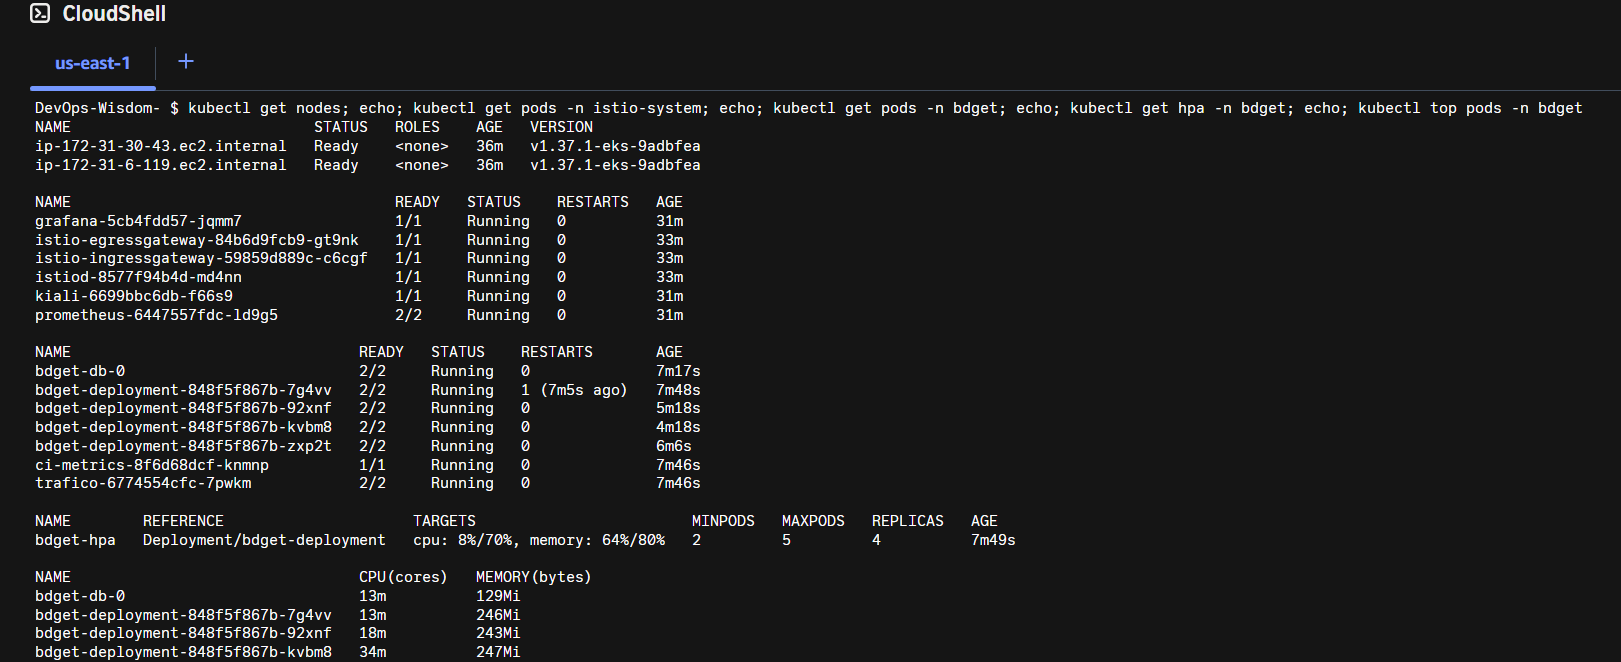 CloudShell
us-east-1 +
DevOps-Wisdom- $ kubectl get nodes; echo; kubectl get pods -n istio-system; echo; kubectl get pods -n bdget; echo; kubectl get hpa -n bdget; echo; kubectl top pods -n bdget
NAME STATUS ROLES AGE VERSION
ip-172-31-30-43.ec2.internal Ready <none> 36m v1.37.1-eks-9adbfea
ip-172-31-6-119.ec2.internal Ready <none> 36m v1.37.1-eks-9adbfea
NAME READY STATUS RESTARTS AGE
grafana-5cb4fdd57-jqmm7 1/1 Running 0 31m
istio-egressgateway-84b6d9fcb9-gt9nk 1/1 Running 0 33m
istio-ingressgateway-59859d889c-c6cgf 1/1 Running 0 33m
istiod-8577f94b4d-md4nn 1/1 Running 0 33m
kiali-6699bbc6db-f66s9 1/1 Running 0 31m
prometheus-6447557fdc-ld9g5 2/2 Running 0 31m
NAME READY STATUS RESTARTS AGE
bdget-db-0 2/2 Running 0 7m17s
bdget-deployment-848f5f867b-7g4vv 2/2 Running 1 (7m5s ago) 7m48s
bdget-deployment-848f5f867b-92xnf 2/2 Running 0 5m18s
bdget-deployment-848f5f867b-kvbm8 2/2 Running 0 4m18s
bdget-deployment-848f5f867b-zxp2t 2/2 Running 0 6m6s
ci-metrics-8f6d68dcf-knmnp 1/1 Running 0 7m46s
trafico-6774554cfc-7pwkm 2/2 Running 0 7m46s
NAME REFERENCE TARGETS MINPODS MAXPODS REPLICAS AGE
bdget-hpa Deployment/bdget-deployment cpu: 8%/70%, memory: 64%/80% 2 5 4 7m49s
NAME CPU(cores) MEMORY(bytes)
bdget-db-0 13m 129Mi
bdget-deployment-848f5f867b-7g4vv 13m 246Mi
bdget-deployment-848f5f867b-92xnf 18m 243Mi
bdget-deployment-848f5f867b-kvbm8 34m 247Mi